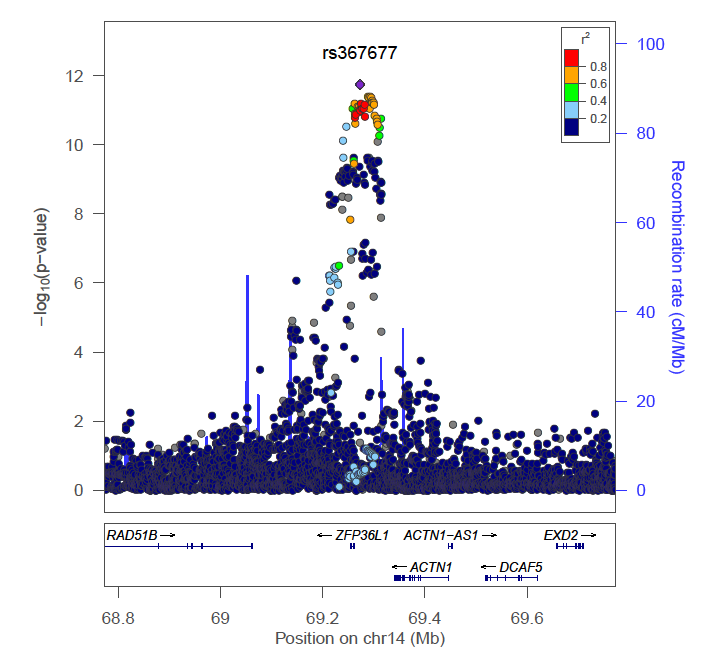 rs367677
r2
0.8
0.6
0.4
0.2
12
10
8
6
4
2
0
−log10(p−value)
100
80
60
40
20
0
Recombination rate (cM/Mb)
RAD51B
ZFP36L1
ACTN1−AS1
EXD2
ACTN1
DCAF5
68.8 69 69.2 69.4 69.6
Position on chr14 (Mb)